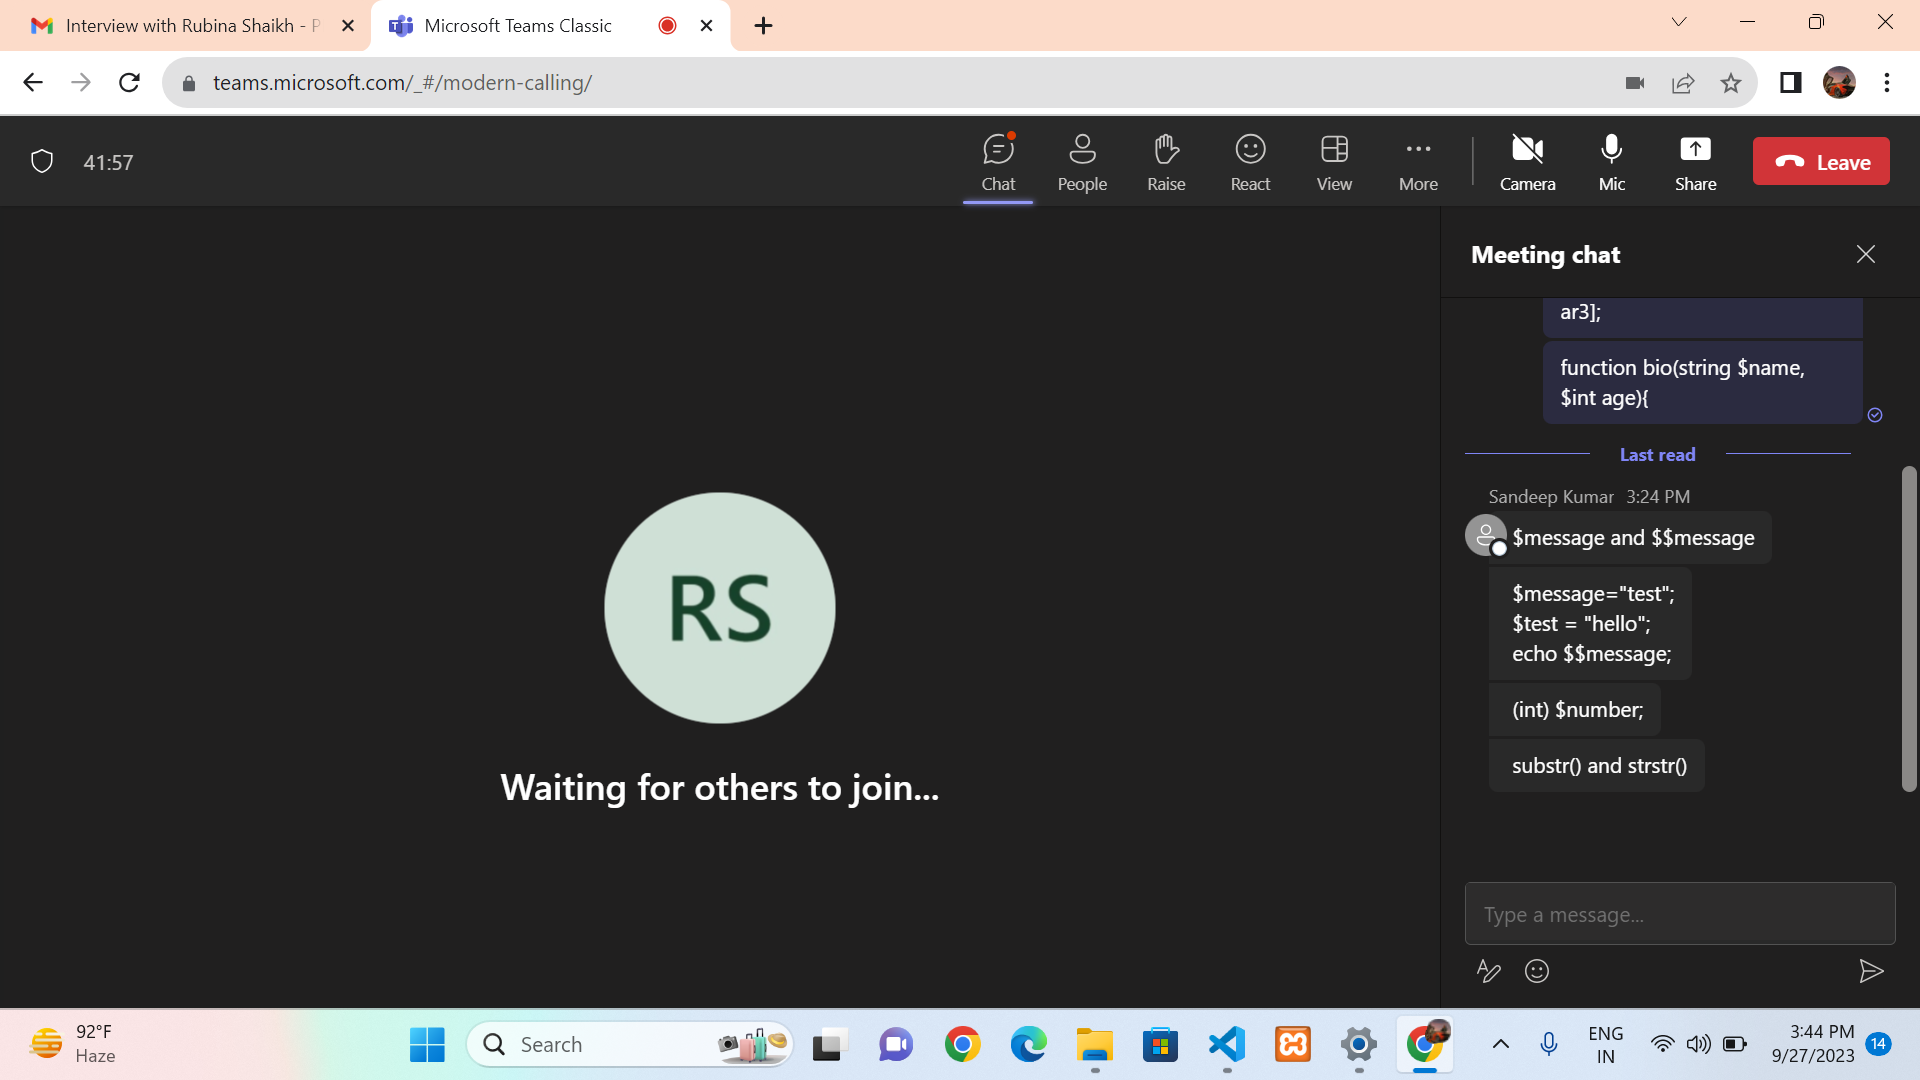 Interview with Rubina Shaikh - P
Microsoft Teams Classic
teams.microsoft.com/_#/modern-calling/
41:57
Chat
People
Raise
React
View
More
Camera
Mic
Share
Leave
Meeting chat
ar3];
function bio(string $name,
$int age){
Last read
Sandeep Kumar 3:24 PM
$message and $$message
$message="test";
$test = "hello";
echo $$message;
(int) $number;
substr() and strstr()
RS
Waiting for others to join...
Type a message...
92°F
Haze
Search
ENG
IN
3:44 PM
9/27/2023
14